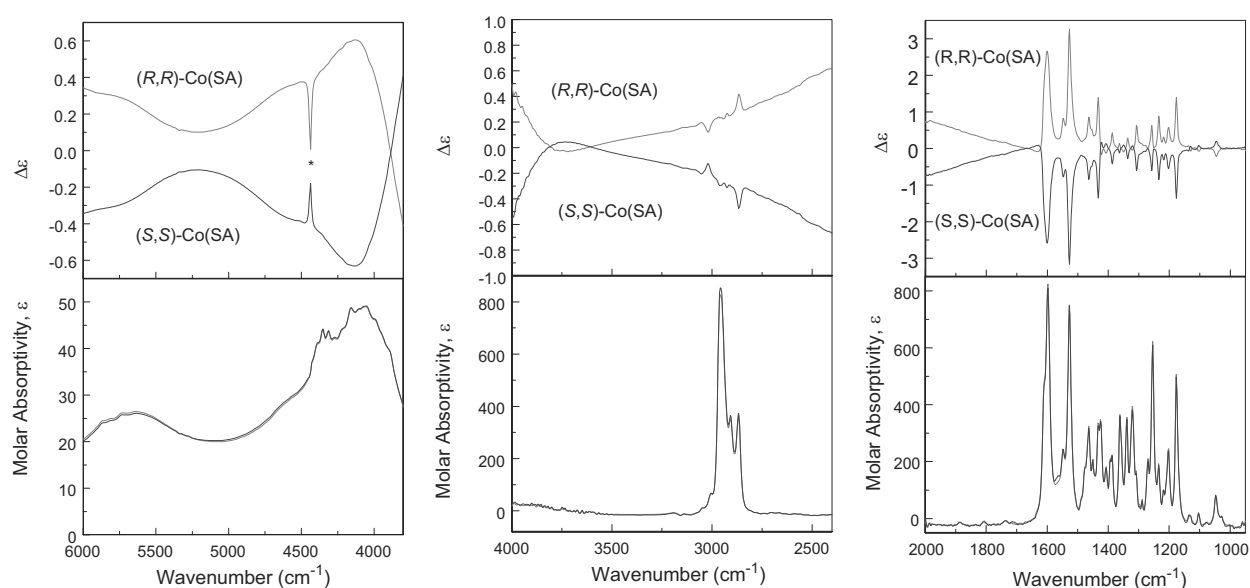 0.6
0.4
0.2
0.0
-0.2
-0.4
-0.6
Δε
(R,R)-Co(SA)
*
(S,S)-Co(SA)
50
40
30
20
10
0
Molar Absorptivity, ε
6000 5500 5000 4500 4000
Wavenumber (cm-1)
1.0
0.8
0.6
0.4
0.2
0.0
-0.2
-0.4
-0.6
-0.8
-1.0
Δε
(R,R)-Co(SA)
(S,S)-Co(SA)
800
600
400
200
0
Molar Absorptivity, ε
4000 3500 3000 2500
Wavenumber (cm-1)
3
2
1
0
-1
-2
-3
Δε
(R,R)-Co(SA)
(S,S)-Co(SA)
800
600
400
200
0
Molar Absorptivity, ε
2000 1800 1600 1400 1200 1000
Wavenumber (cm-1)